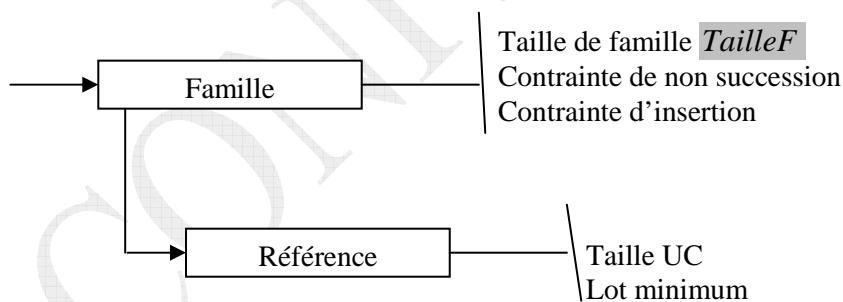 Taille de famille TailleF
Famille
Contrainte de non succession
Contrainte d'insertion
Référence
Taille UC
Lot minimum